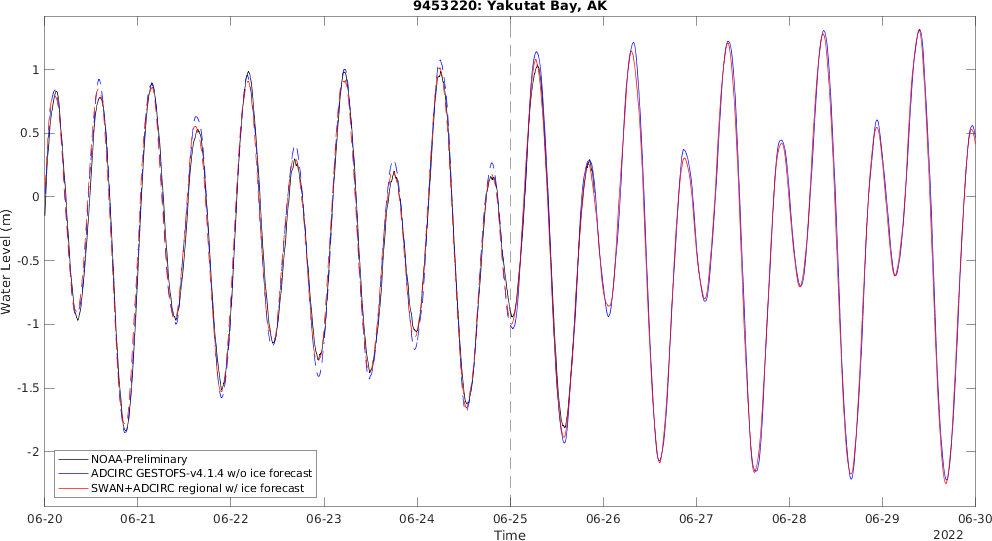 9453220: Yakutat Bay, AK
Water Level (m)
1
0.5
0
-0.5
-1
-1.5
-2
NOAA-Preliminary
ADCIRC GESTOFS-v4.1.4 w/o ice forecast
SWAN+ADCIRC regional w/ ice forecast
06-20 06-21 06-22 06-23 06-24 06-25 06-26 06-27 06-28 06-29 06-30
Time
2022